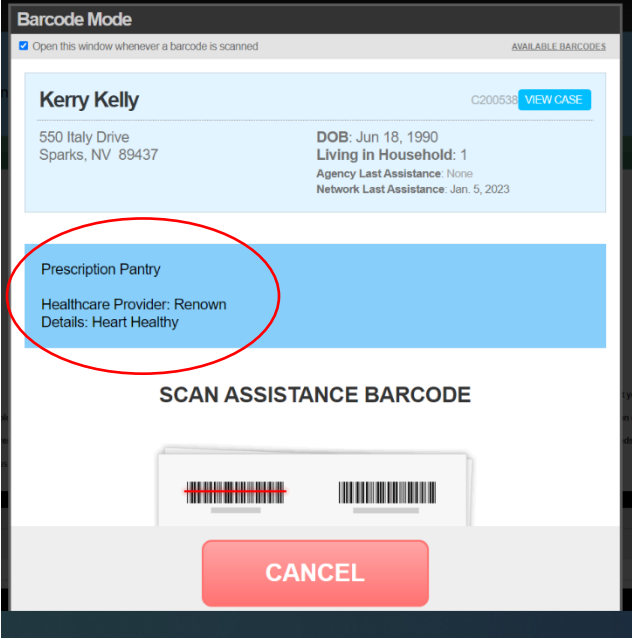 Barcode Mode
Open this window whenever a barcode is scanned
AVAILABLE BARCODES
Kerry Kelly
C200538 VIEW CASE
550 Italy Drive
Sparks, NV 89437
DOB: Jun 18, 1990
Living in Household: 1
Agency Last Assistance: None
Network Last Assistance: Jan. 5, 2023
Prescription Pantry
Healthcare Provider: Renown
Details: Heart Healthy
SCAN ASSISTANCE BARCODE
CANCEL